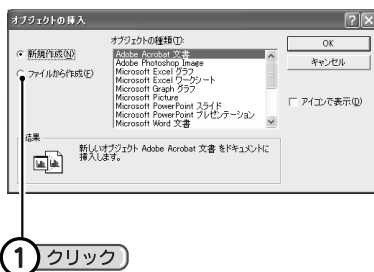 オブジェクトの挿入
オブジェクトの種類(T):
新規作成(N)
ファイルから作成(F)
Adobe Acrobat 文書
Adobe Photoshop Image
Microsoft Excel グラフ
Microsoft Excel ワークシート
Microsoft Graph グラフ
Microsoft Picture
Microsoft PowerPoint スライド
Microsoft PowerPoint プレゼンテーション
Microsoft Word 文書
OK
キャンセル
アイコンで表示(D)
結果
新しいオブジェクト Adobe Acrobat 文書 をドキュメントに
挿入します。
1 クリック